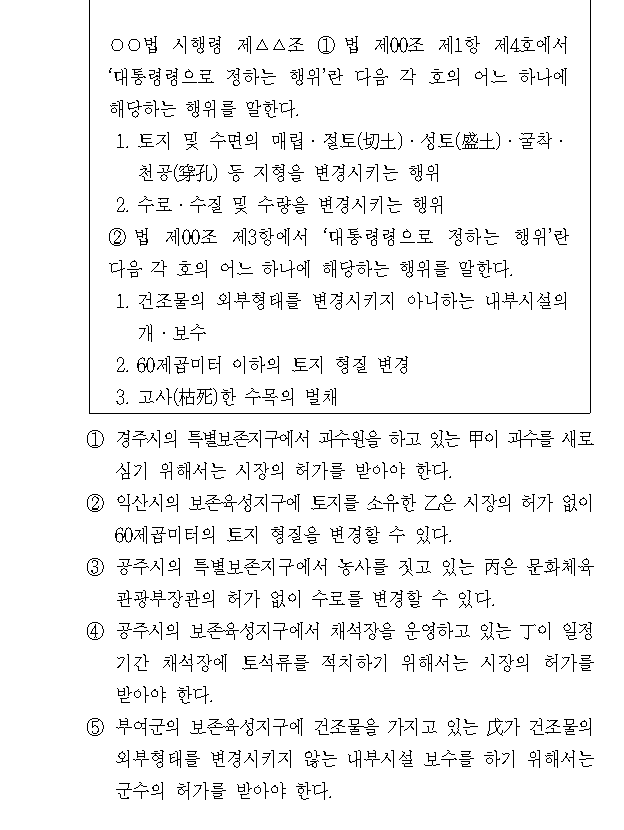 ○○법 시행령 제△△조 ① 법 제00조 제1항 제4호에서
‘대통령령으로 정하는 행위’란 다음 각 호의 어느 하나에
해당하는 행위를 말한다.
1. 토지 및 수면의 매립ㆍ절토(切土)ㆍ성토(盛土)ㆍ굴착ㆍ
천공(穿孔) 등 지형을 변경시키는 행위
2. 수로ㆍ수질 및 수량을 변경시키는 행위
② 법 제00조 제3항에서 ‘대통령령으로 정하는 행위’란
다음 각 호의 어느 하나에 해당하는 행위를 말한다.
1. 건조물의 외부형태를 변경시키지 아니하는 내부시설의
개ㆍ보수
2. 60제곱미터 이하의 토지 형질 변경
3. 고사(枯死)한 수목의 벌채
① 경주시의 특별보존지구에서 과수원을 하고 있는 甲이 과수를 새로
심기 위해서는 시장의 허가를 받아야 한다.
② 익산시의 보존육성지구에 토지를 소유한 乙은 시장의 허가 없이
60제곱미터의 토지 형질을 변경할 수 있다.
③ 공주시의 특별보존지구에서 농사를 짓고 있는 丙은 문화체육
관광부장관의 허가 없이 수로를 변경할 수 있다.
④ 공주시의 보존육성지구에서 채석장을 운영하고 있는 丁이 일정
기간 채석장에 토석류를 적치하기 위해서는 시장의 허가를
받아야 한다.
⑤ 부여군의 보존육성지구에 건조물을 가지고 있는 戊가 건조물의
외부형태를 변경시키지 않는 내부시설 보수를 하기 위해서는
군수의 허가를 받아야 한다.